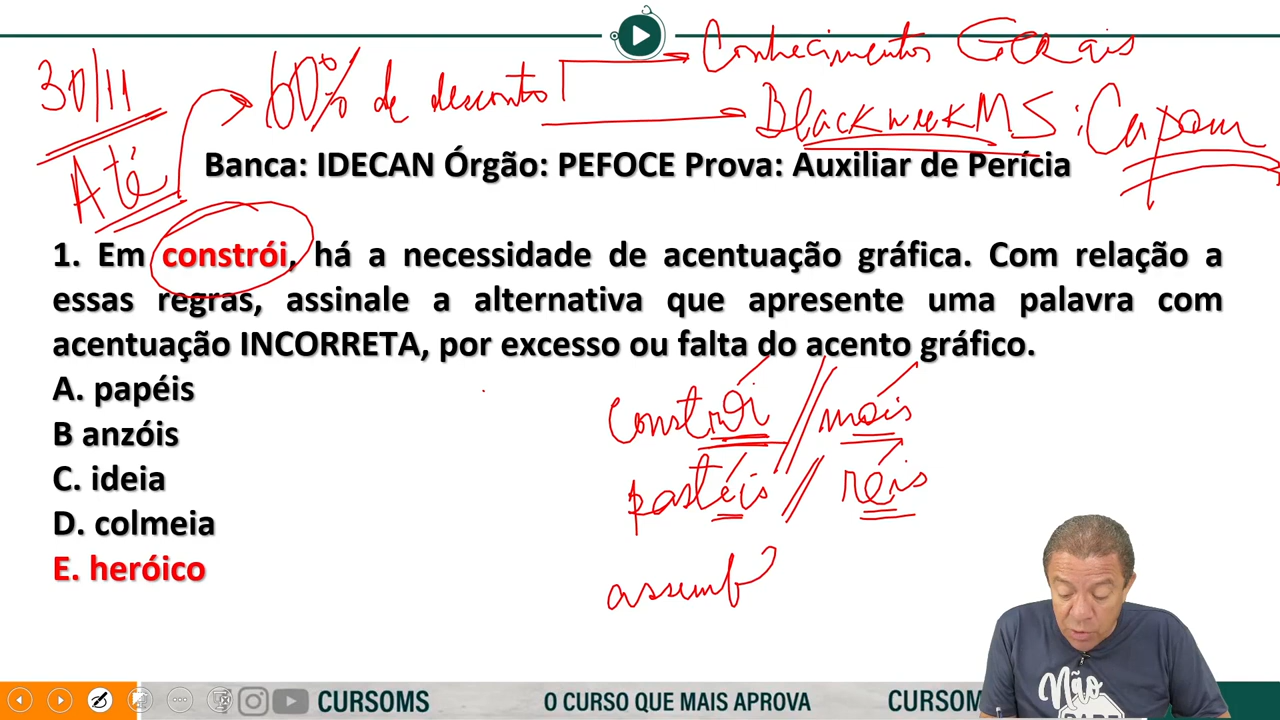 30/11
60% de desconto
Conhecimentos Gerais
BlackweekMS : Cupom
Até
Banca: IDECAN Órgão: PEFOCE Prova: Auxiliar de Perícia
1. Em constrói, há a necessidade de acentuação gráfica. Com relação a
essas regras, assinale a alternativa que apresente uma palavra com
acentuação INCORRETA, por excesso ou falta do acento gráfico.
A. papéis
B anzóis
C. ideia
D. colmeia
E. heróico
constrói // móis
pastéis // réis
assemb
Não
CURSOMS
O CURSO QUE MAIS APROVA
CURSOM